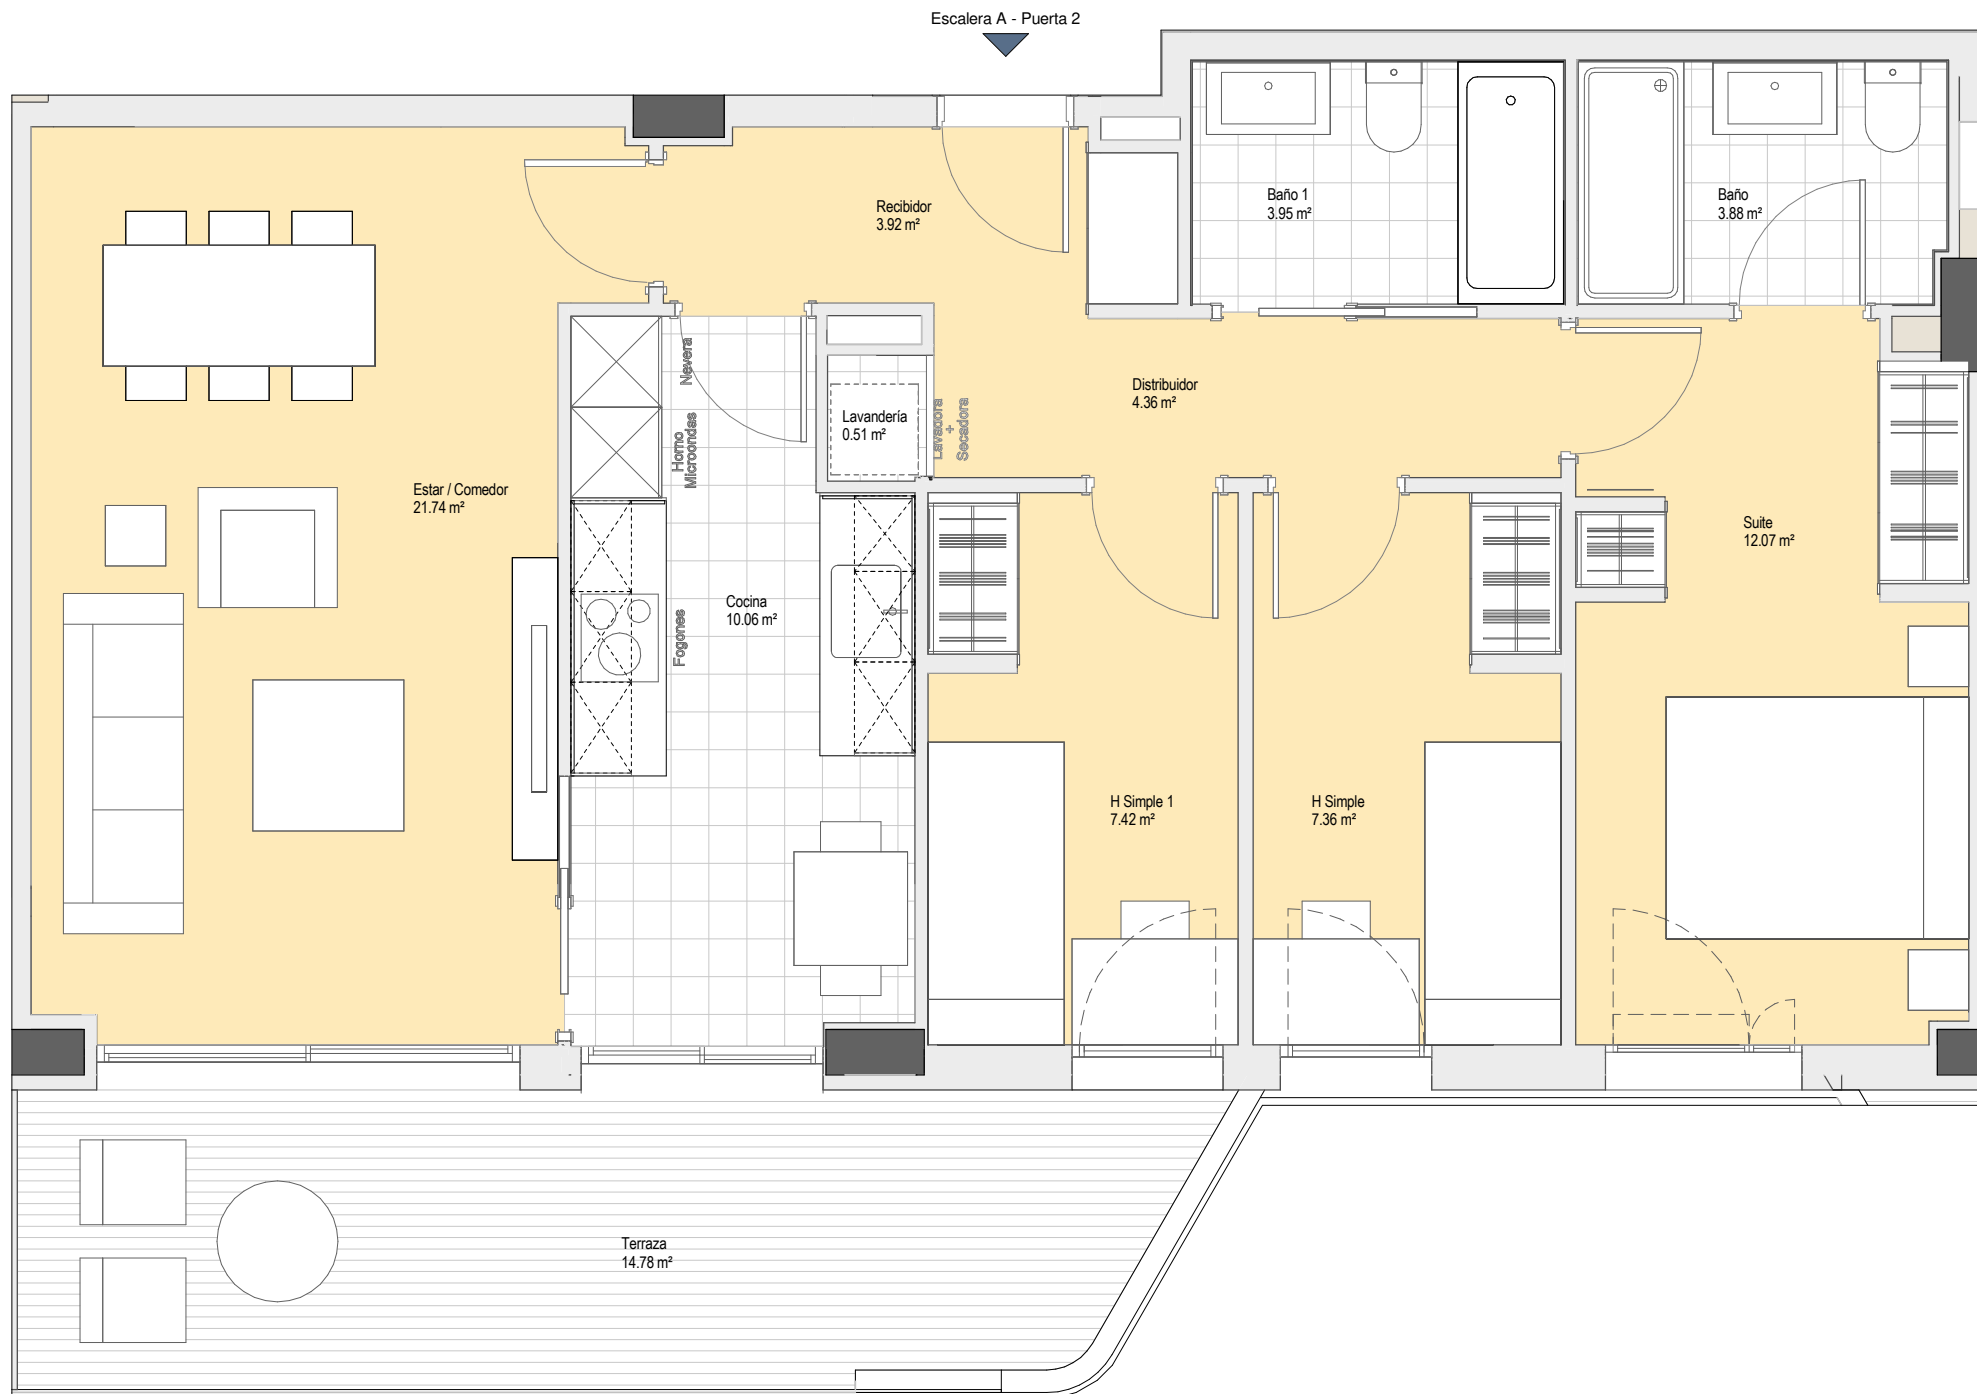 Escalera A - Puerta 2
Recibidor
3.92 m²
Baño 1
3.95 m²
Baño
3.88 m²
Nevera
Horno
Microondas
Lavandería
0.51 m²
Lavadora
+
Secadora
Distribuidor
4.36 m²
Estar / Comedor
21.74 m²
Suite
12.07 m²
Cocina
10.06 m²
Fogones
H Simple 1
7.42 m²
H Simple
7.36 m²
Terraza
14.78 m²